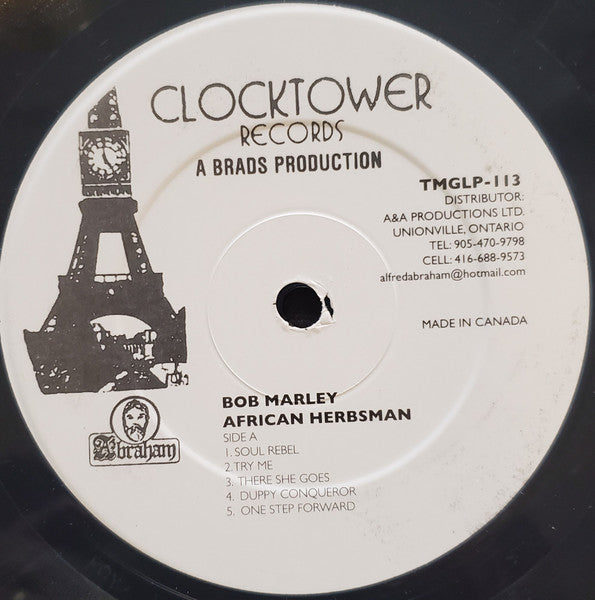 CLOCKTOWER
RECORDS
A BRADS PRODUCTION
TMGLP-113
DISTRIBUTOR:
A&A PRODUCTIONS LTD.
UNIONVILLE, ONTARIO
TEL: 905-470-9798
CELL: 416-688-9573
alfredabraham@hotmail.com
MADE IN CANADA
Abraham
BOB MARLEY
AFRICAN HERBSMAN
SIDE A
1. SOUL REBEL
2. TRY ME
3. THERE SHE GOES
4. DUPPY CONQUEROR
5. ONE STEP FORWARD